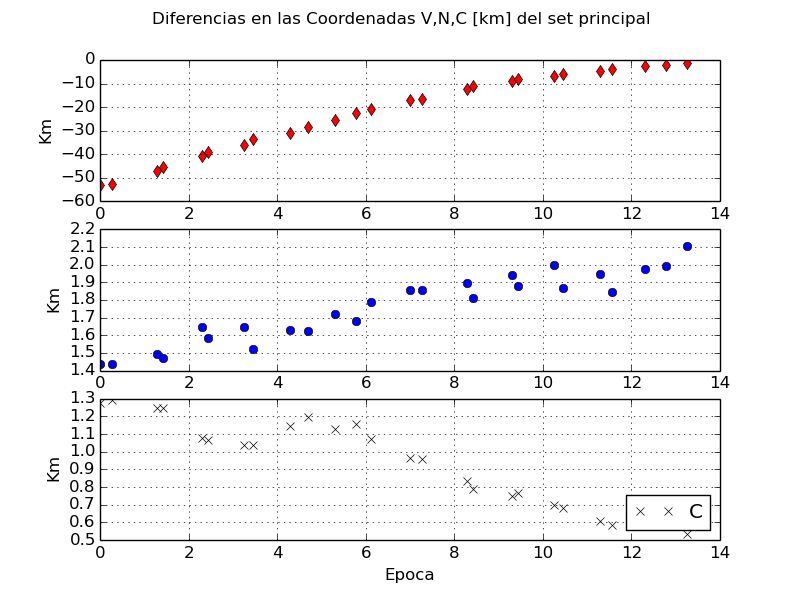 Diferencias en las Coordenadas V,N,C [km] del set principal
0
−10
−20
−30
−40
−50
−60
Km
0 2 4 6 8 10 12 14
2.2
2.1
2.0
1.9
1.8
1.7
1.6
1.5
1.4
Km
0 2 4 6 8 10 12 14
1.3
1.2
1.1
1.0
0.9
0.8
0.7
0.6
0.5
Km
C
0 2 4 6 8 10 12 14
Epoca